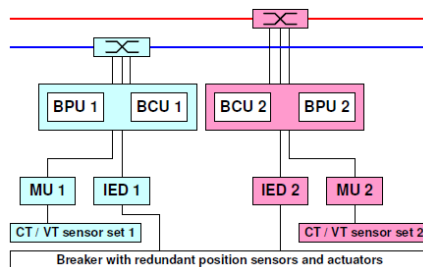 BPU 1 BCU 1 BCU 2 BPU 2
MU 1 IED 1 IED 2 MU 2
CT / VT sensor set 1 CT / VT sensor set 2
Breaker with redundant position sensors and actuators